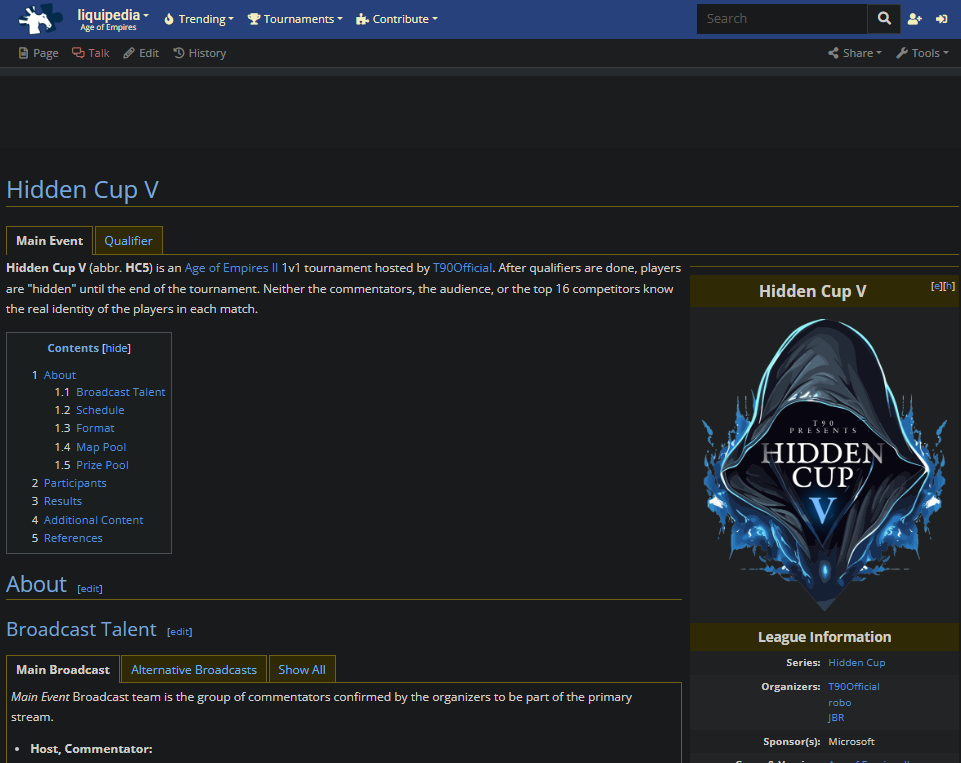 liquipedia
Age of Empires
Trending
Tournaments
Contribute
Search
Page
Talk
Edit
History
Share
Tools
Hidden Cup V
Main Event
Qualifier
Hidden Cup V (abbr. HC5) is an Age of Empires II 1v1 tournament hosted by T90Official. After qualifiers are done, players
are "hidden" until the end of the tournament. Neither the commentators, the audience, or the top 16 competitors know
the real identity of the players in each match.
Contents [hide]
1 About
1.1 Broadcast Talent
1.2 Schedule
1.3 Format
1.4 Map Pool
1.5 Prize Pool
2 Participants
3 Results
4 Additional Content
5 References
About [edit]
Broadcast Talent [edit]
Main Broadcast
Alternative Broadcasts
Show All
Main Event Broadcast team is the group of commentators confirmed by the organizers to be part of the primary
stream.
• Host, Commentator:
Hidden Cup V
[e][h]
T90
PRESENTS
HIDDEN
CUP
V
League Information
Series: Hidden Cup
Organizers: T90Official
robo
JBR
Sponsor(s): Microsoft